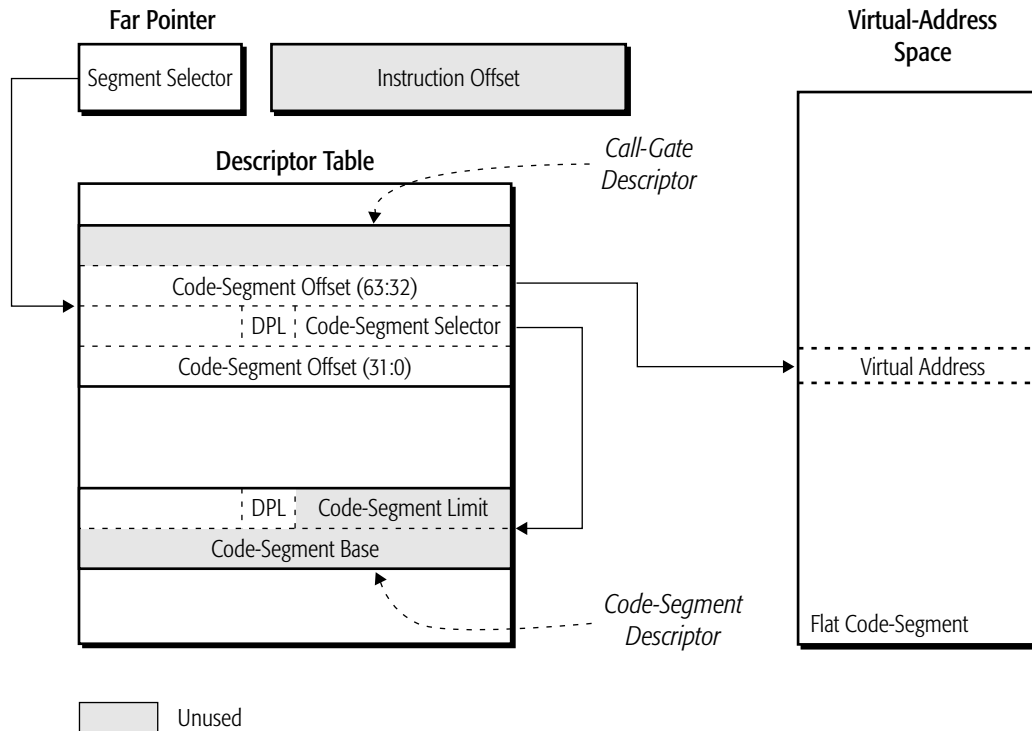 Far Pointer
Virtual-Address
Space
Segment Selector
Instruction Offset
Descriptor Table
Call-Gate
Descriptor
Code-Segment Offset (63:32)
DPL
Code-Segment Selector
Code-Segment Offset (31:0)
Virtual Address
DPL
Code-Segment Limit
Code-Segment Base
Code-Segment
Descriptor
Flat Code-Segment
Unused